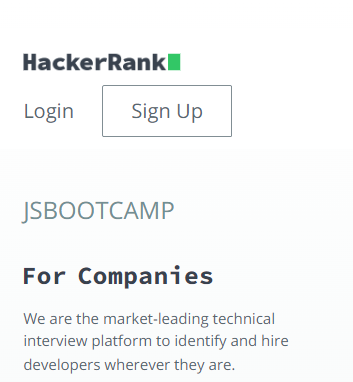 HackerRank
Login
Sign Up
JSBOOTCAMP
For Companies
We are the market-leading technical
interview platform to identify and hire
developers wherever they are.